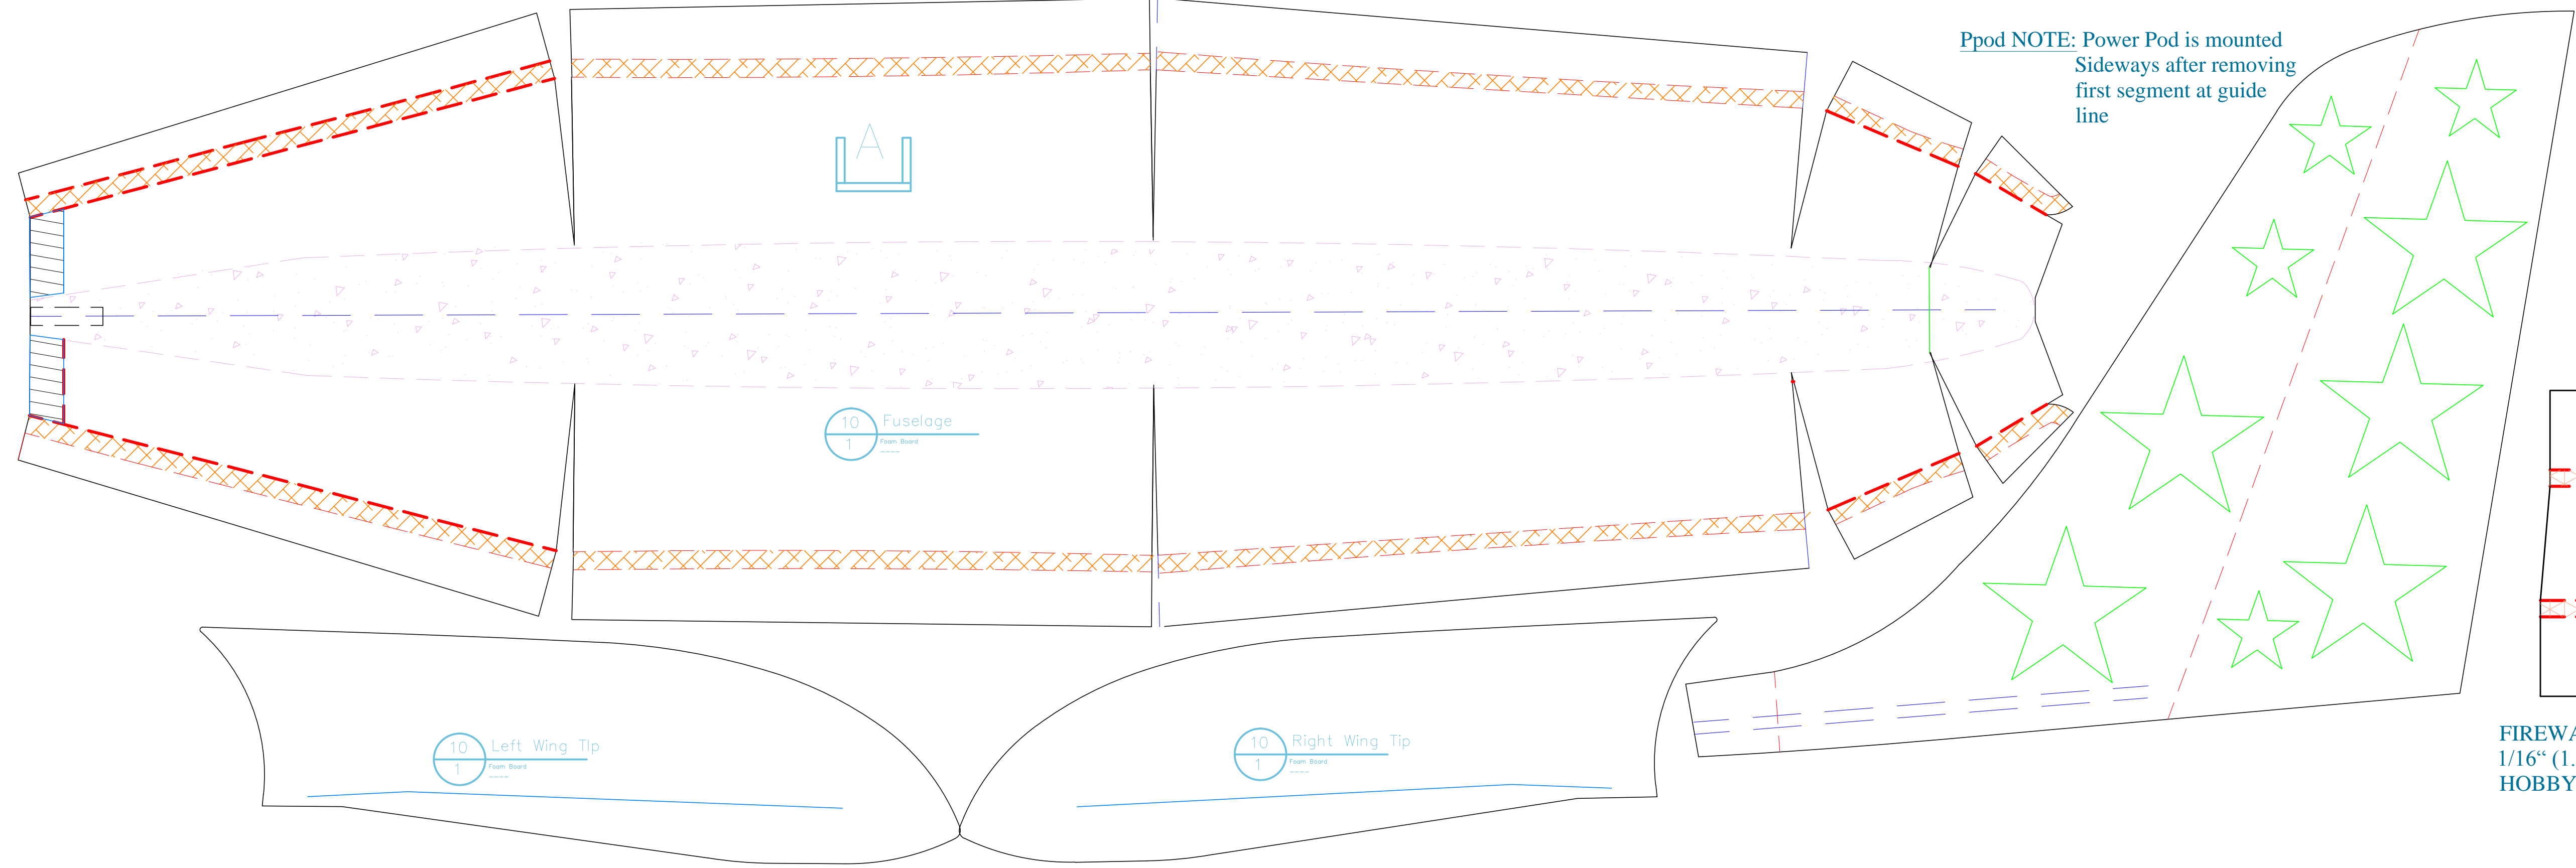 Ppod NOTE: Power Pod is mounted
Sideways after removing
first segment at guide
line
A
10
1
Fuselage
Foam Board
----
10
1
Left Wing TIp
Foam Board
----
10
1
Right Wing Tip
Foam Board
----
FIREWA
1/16“ (1.
HOBBY